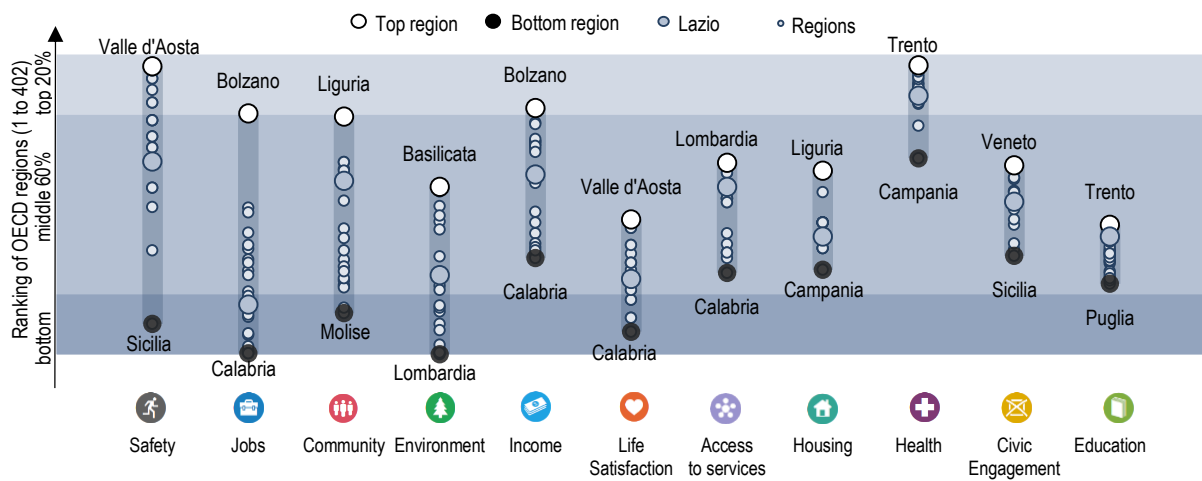 Top region
Bottom region
Lazio
Regions
Ranking of OECD regions (1 to 402)
bottom middle 600% top 20%
Valle d'Aosta
Sicilia
Bolzano
Calabria
Liguria
Molise
Basilicata
Lombardia
Bolzano
Calabria
Valle d'Aosta
Calabria
Lombardia
Calabria
Liguria
Campania
Trento
Campania
Veneto
Sicilia
Trento
Puglia
Safety
Jobs
Community
Environment
Income
Life
Satisfaction
Access
to services
Housing
Health
Civic
Engagement
Education